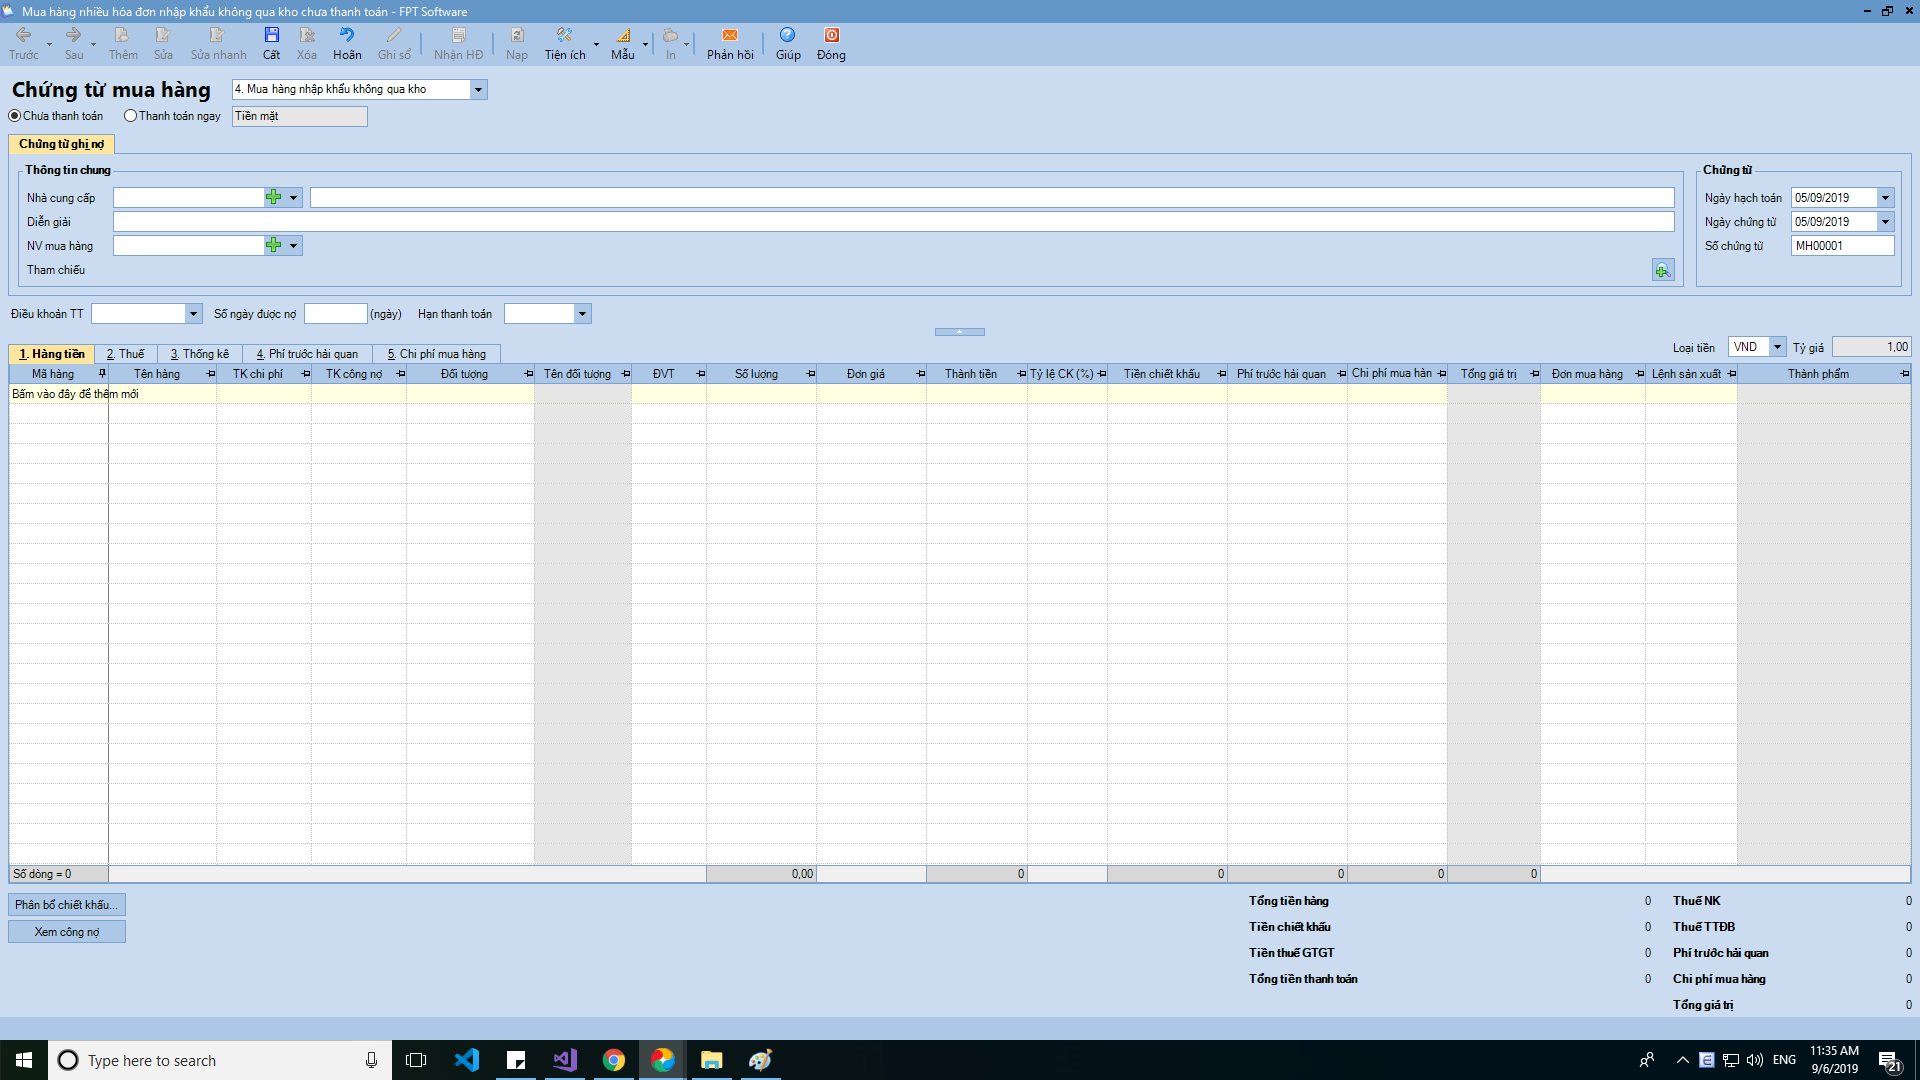 Mua hàng nhiều hóa đơn nhập khẩu không qua kho chưa thanh toán - FPT Software
Trước Sau Thêm Sửa Sửa nhanh Cất Xóa Hoãn Ghi sổ Nhận HĐ Nạp Tiện ích Mẫu In Phản hồi Giúp Đóng
Chứng từ mua hàng 4. Mua hàng nhập khẩu không qua kho
Chưa thanh toán Thanh toán ngay Tiền mặt
Chứng từ ghi nợ
Thông tin chung Chứng từ
Nhà cung cấp Ngày hạch toán 05/09/2019
Diễn giải Ngày chứng từ 05/09/2019
NV mua hàng Số chứng từ MH00001
Tham chiếu
Điều khoản TT Số ngày được nợ (ngày) Hạn thanh toán
1. Hàng tiền 2. Thuế 3. Thống kê 4. Phí trước hải quan 5. Chi phí mua hàng Loại tiền VND Tỷ giá 1,00
Mã hàng Tên hàng TK chi phí TK công nợ Đối tượng Tên đối tượng ĐVT Số lượng Đơn giá Thành tiền Tỷ lệ CK (%) Tiền chiết khấu Phí trước hải quan Chi phí mua hàn Tổng giá trị Đơn mua hàng Lệnh sản xuất Thành phẩm
Bấm vào đây để thêm mới
Số dòng = 0 0,00 0 0 0 0 0
Phân bổ chiết khấu... Tổng tiền hàng 0 Thuế NK 0
Xem công nợ Tiền chiết khấu 0 Thuế TTĐB 0
Tiền thuế GTGT 0 Phí trước hải quan 0
Tổng tiền thanh toán 0 Chi phí mua hàng 0
Tổng giá trị 0
Type here to search ENG 11:35 AM
9/6/2019 21